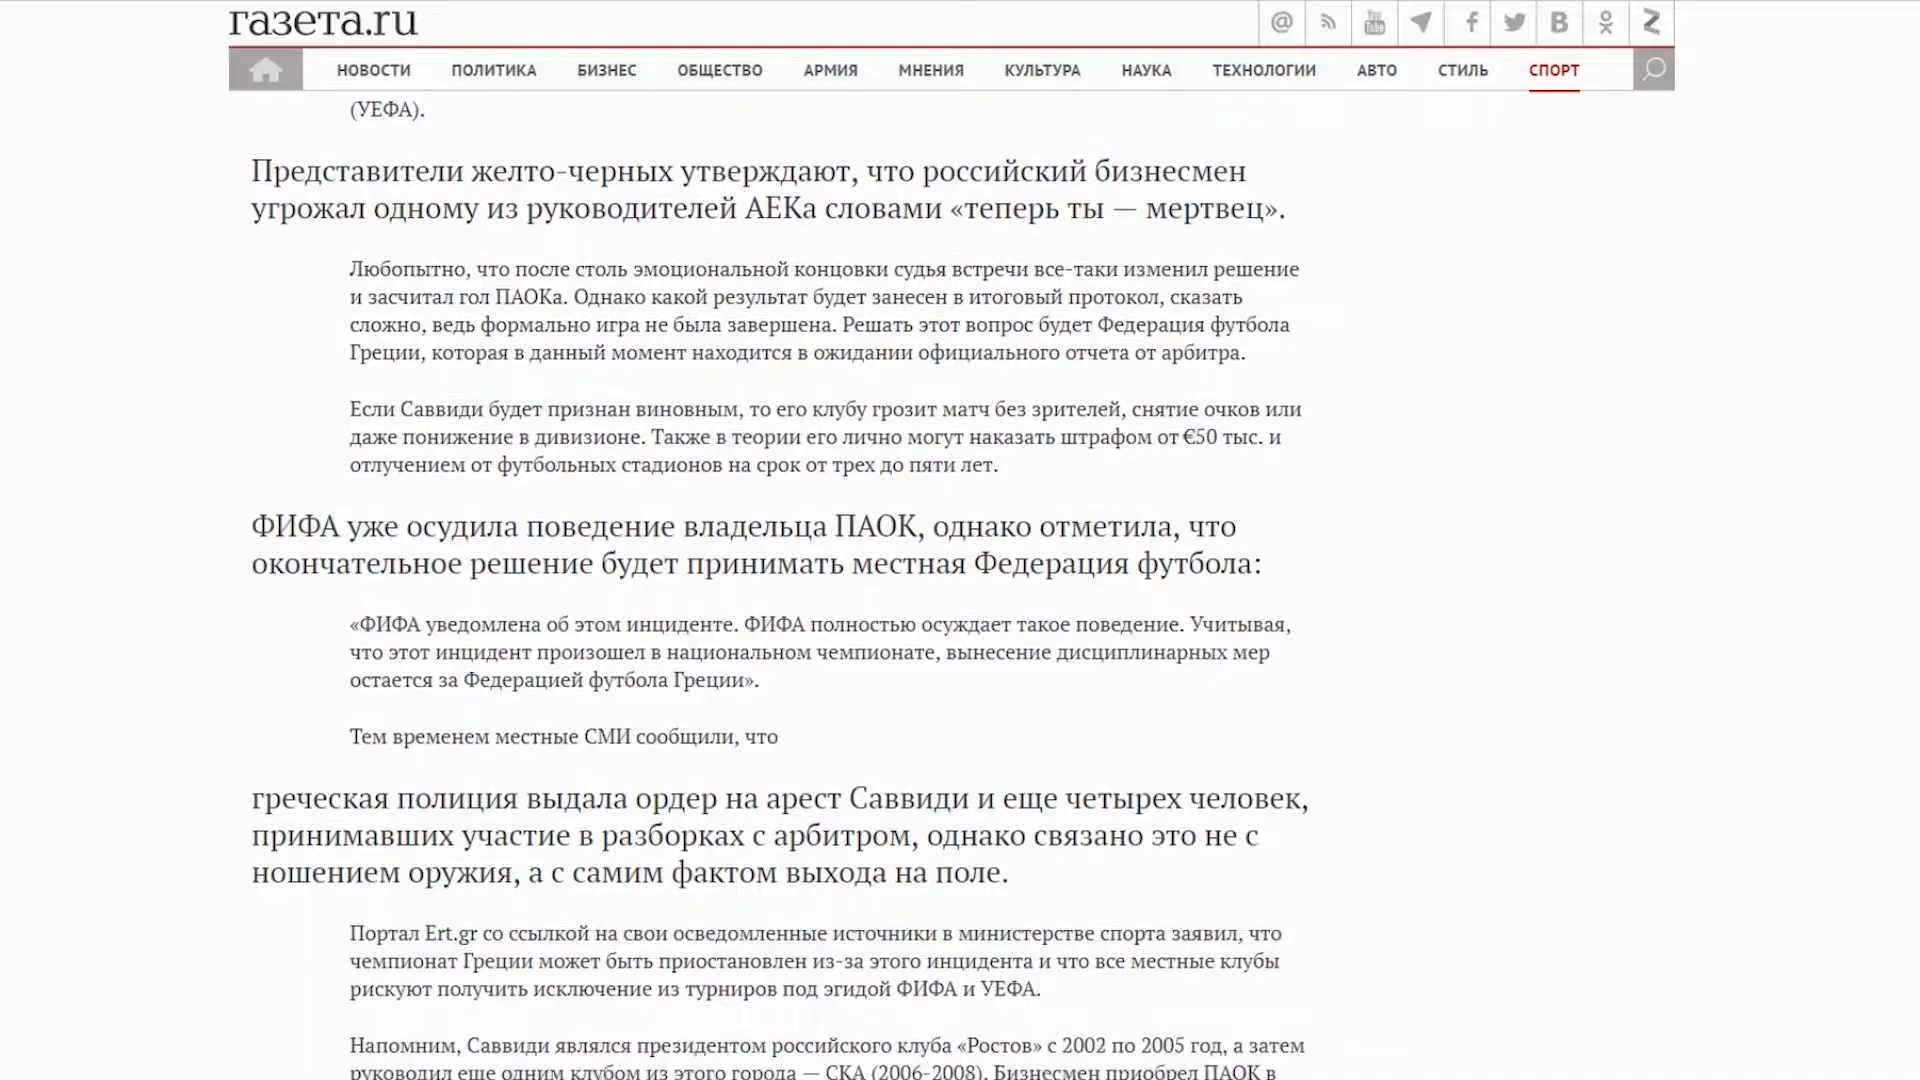 газета.ru
НОВОСТИ ПОЛИТИКА БИЗНЕС ОБЩЕСТВО АРМИЯ МНЕНИЯ КУЛЬТУРА НАУКА ТЕХНОЛОГИИ АВТО СТИЛЬ СПОРТ
(УЕФА).
Представители желто-черных утверждают, что российский бизнесмен
угрожал одному из руководителей АЕКа словами «теперь ты — мертвец».
Любопытно, что после столь эмоциональной концовки судья встречи все-таки изменил решение
и засчитал гол ПАОКа. Однако какой результат будет занесен в итоговый протокол, сказать
сложно, ведь формально игра не была завершена. Решать этот вопрос будет Федерация футбола
Греции, которая в данный момент находится в ожидании официального отчета от арбитра.
Если Саввиди будет признан виновным, то его клубу грозит матч без зрителей, снятие очков или
даже понижение в дивизионе. Также в теории его лично могут наказать штрафом от €50 тыс. и
отлучением от футбольных стадионов на срок от трех до пяти лет.
ФИФА уже осудила поведение владельца ПАОК, однако отметила, что
окончательное решение будет принимать местная Федерация футбола:
«ФИФА уведомлена об этом инциденте. ФИФА полностью осуждает такое поведение. Учитывая,
что этот инцидент произошел в национальном чемпионате, вынесение дисциплинарных мер
остается за Федерацией футбола Греции».
Тем временем местные СМИ сообщили, что
греческая полиция выдала ордер на арест Саввиди и еще четырех человек,
принимавших участие в разборках с арбитром, однако связано это не с
ношением оружия, а с самим фактом выхода на поле.
Портал Ert.gr со ссылкой на свои осведомленные источники в министерстве спорта заявил, что
чемпионат Греции может быть приостановлен из-за этого инцидента и что все местные клубы
рискуют получить исключение из турниров под эгидой ФИФА и УЕФА.
Напомним, Саввиди являлся президентом российского клуба «Ростов» с 2002 по 2005 год, а затем
руководил еще одним клубом из этого города — СКА (2006-2008). Бизнесмен приобрел ПАОК в